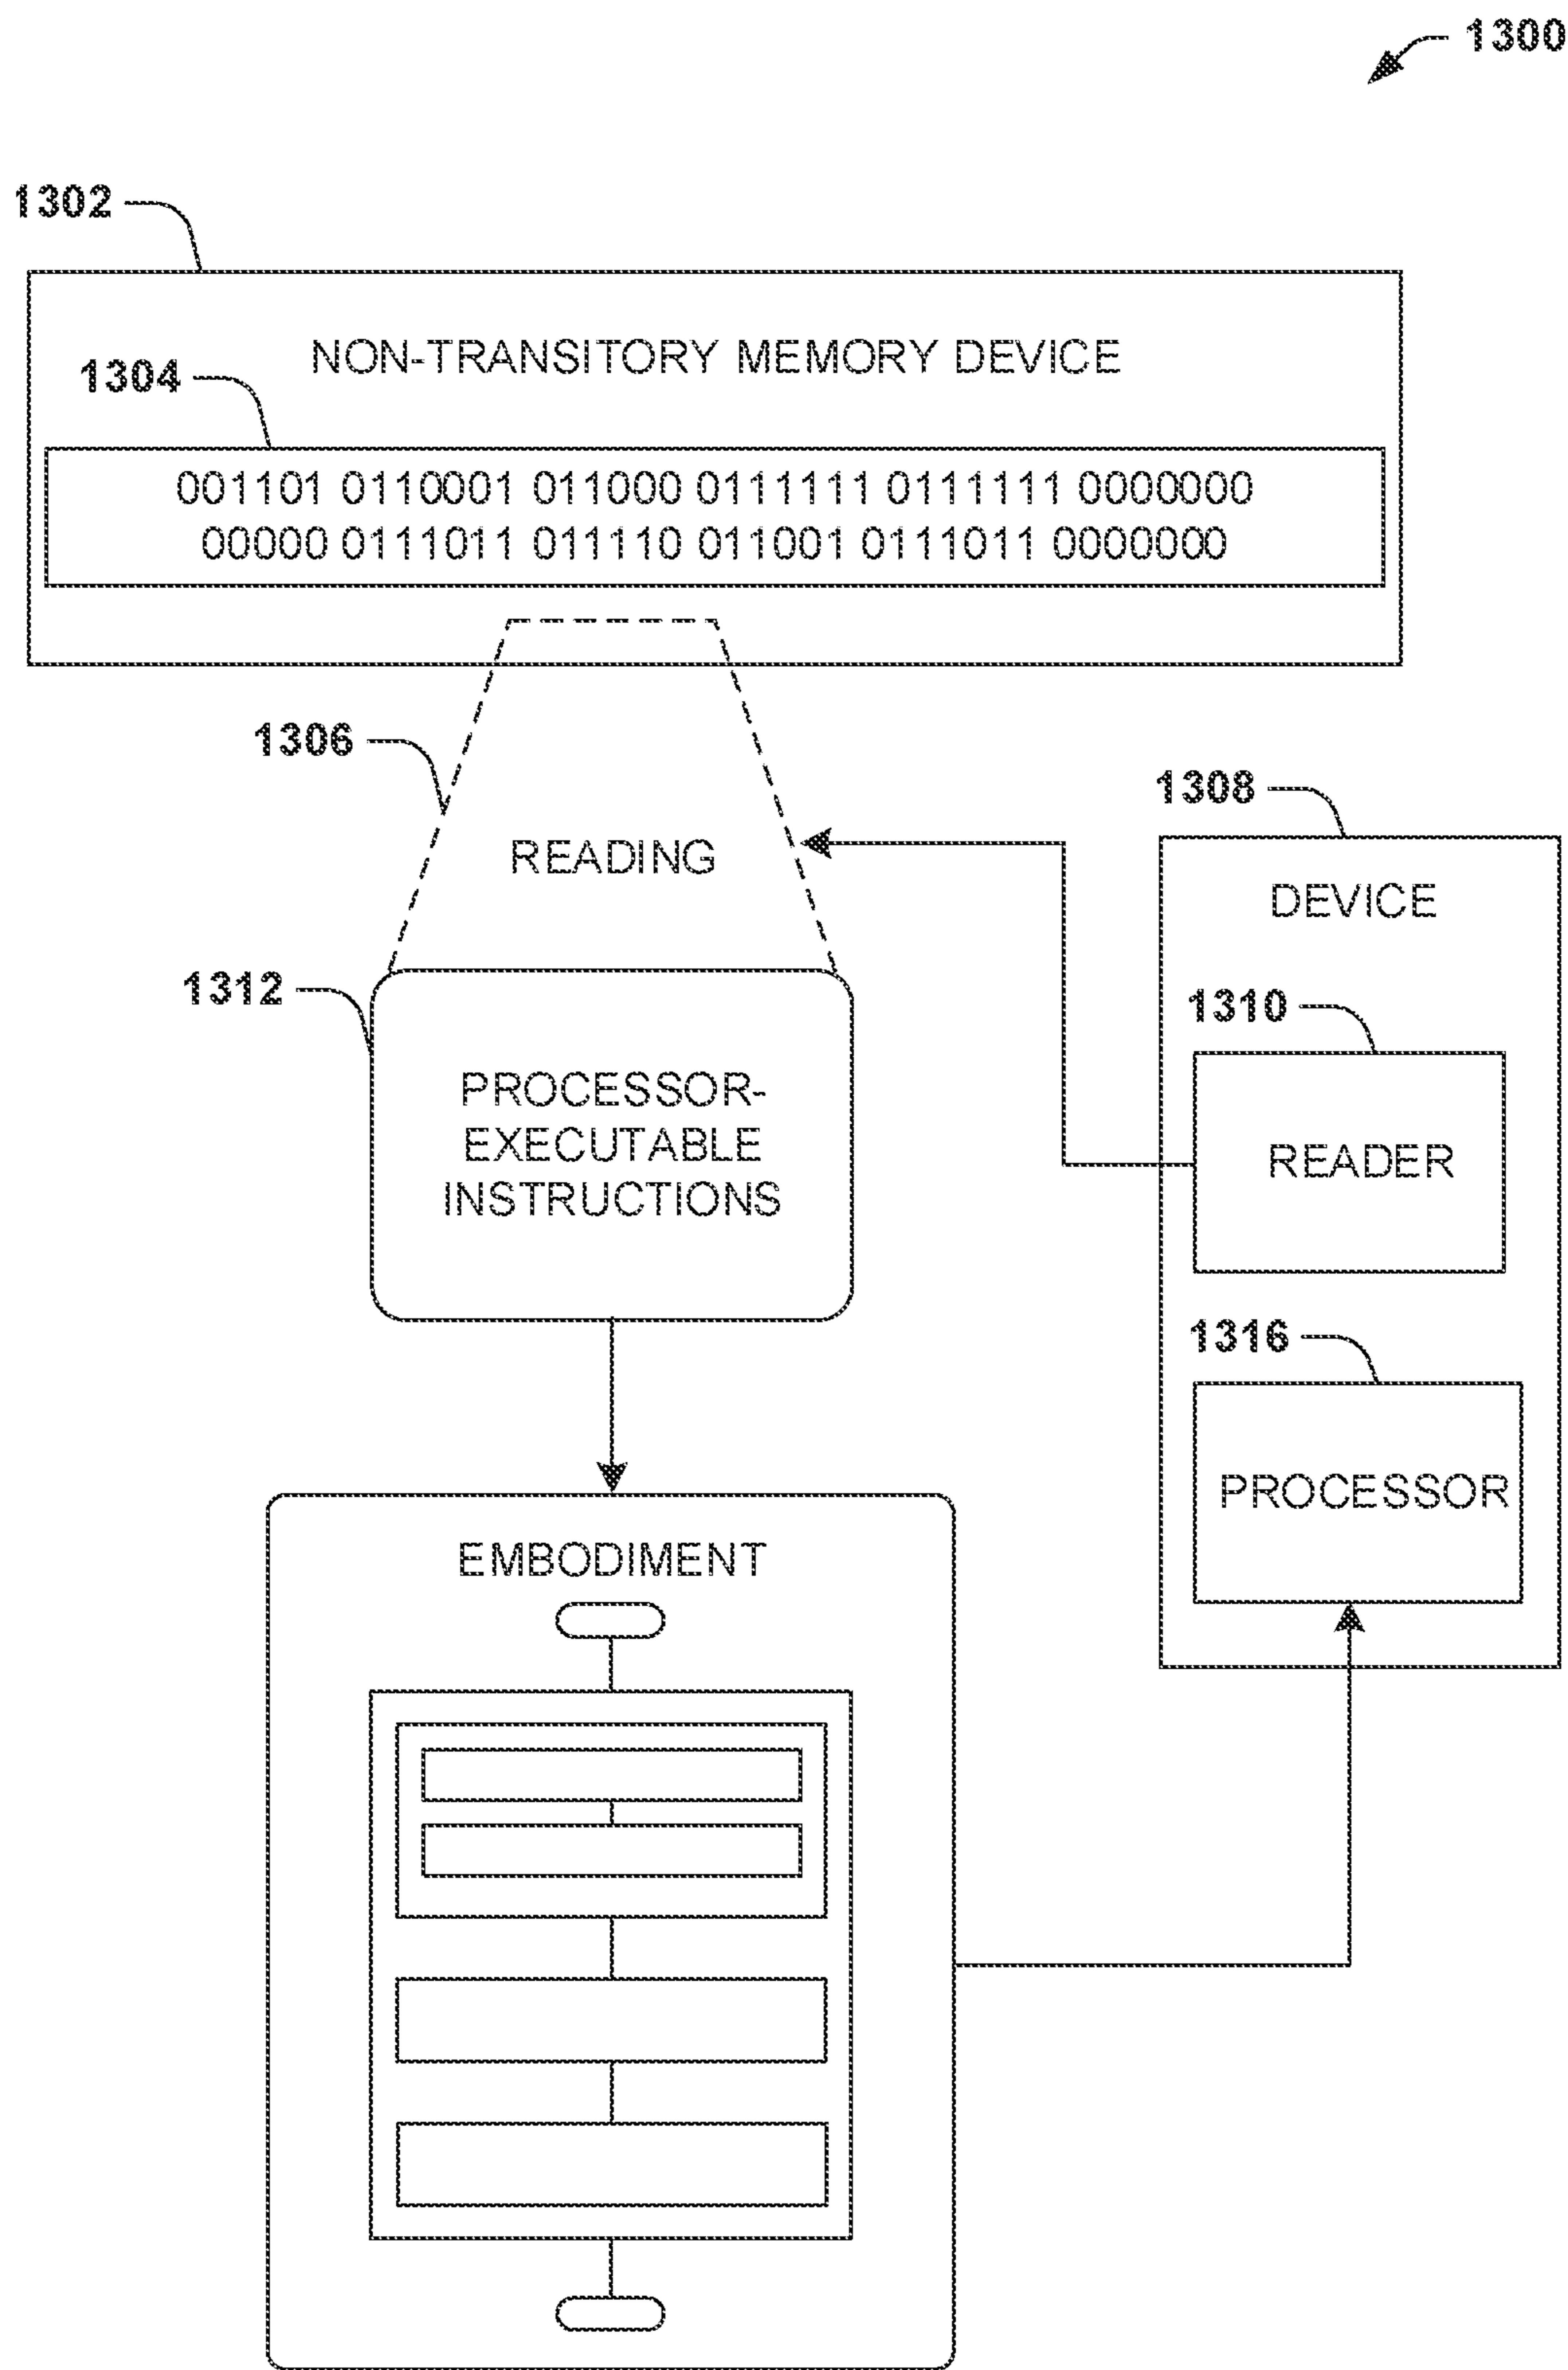 1300
1302
NON-TRANSITORY MEMORY DEVICE
1304
001101 0110001 011000 0111111 0111111 0000000
00000 0111011 011110 011001 0111011 0000000
1306
READING
1308
DEVICE
1310
READER
1312
PROCESSOR-
EXECUTABLE
INSTRUCTIONS
1316
PROCESSOR
EMBODIMENT